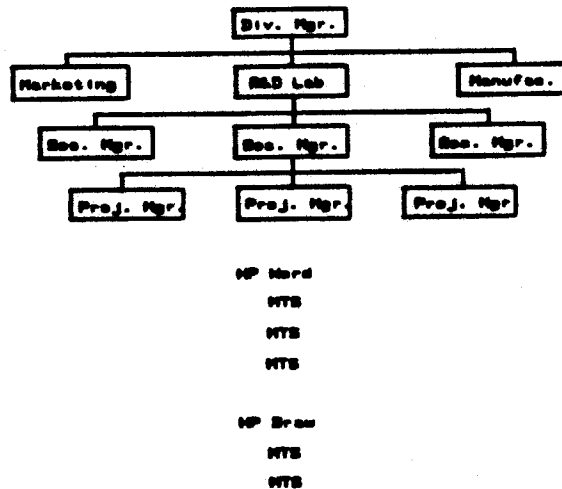 Div. Mgr.
Marketing R&D Lab Manufac.
Sec. Mgr. Sec. Mgr. Sec. Mgr.
Proj. Mgr. Proj. Mgr. Proj. Mgr
HP Word
MTS
MTS
MTS
HP Draw
MTS
MTS